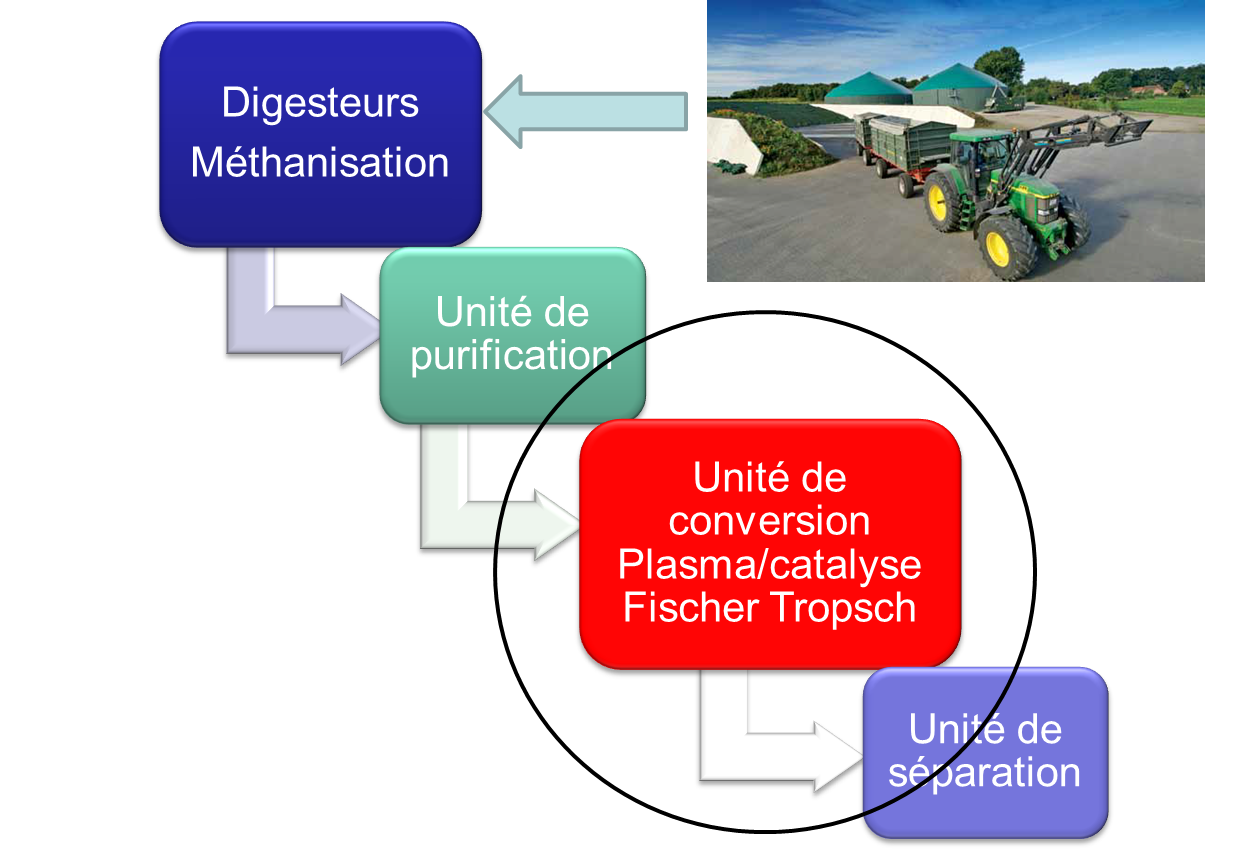 Digesteurs
Méthanisation
Unité de
purification
Unité de
conversion
Plasma/catalyse
Fischer Tropsch
Unité de
séparation